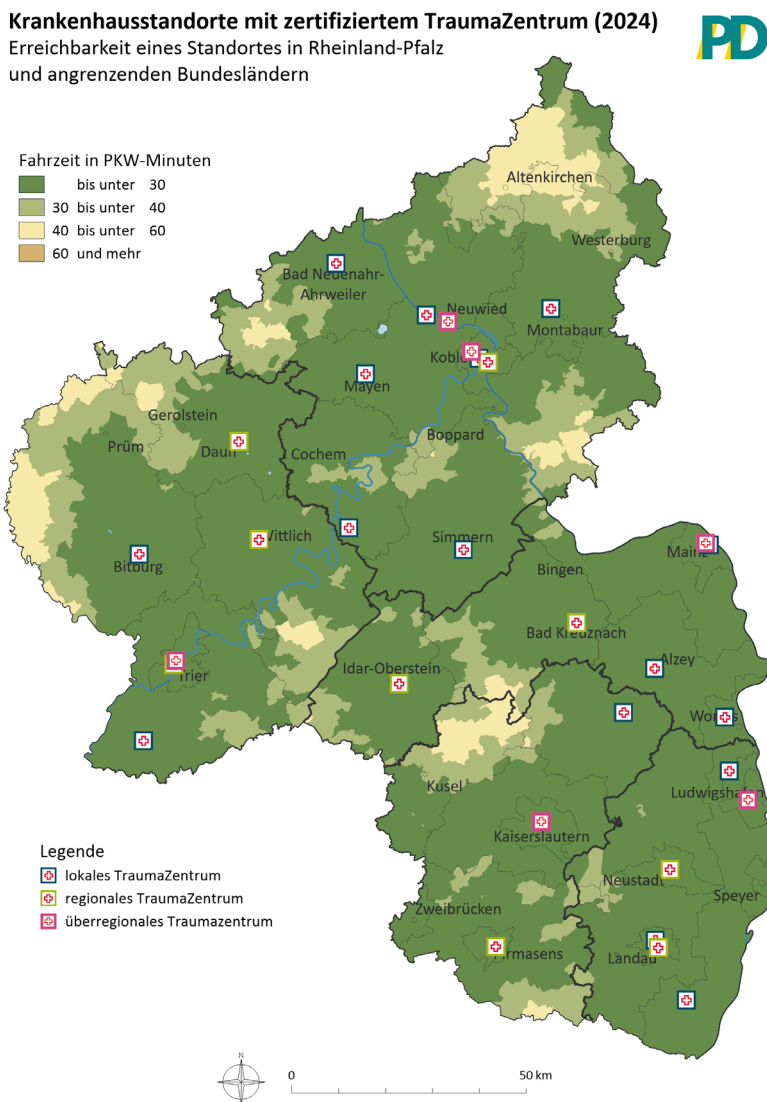 Krankenhausstandorte mit zertifiziertem TraumaZentrum (2024)
Erreichbarkeit eines Standortes in Rheinland-Pfalz
und angrenzenden Bundesländern
PD
Fahrzeit in PKW-Minuten
bis unter 30
30 bis unter 40
40 bis unter 60
60 und mehr
Altenkirchen
Westerburg
Bad Neuenahr-
Ahrweiler
Neuwied
Montabaur
Koble
Mayen
Gerolstein
Boppard
Prüm
Daun
Cochem
Wittlich
Simmern
Mainz
Bitburg
Bingen
Bad Kreuznach
Alzey
Idar-Oberstein
Trier
Worms
Kusel
Ludwigshafen
Kaiserslautern
Legende
lokales TraumaZentrum
regionales TraumaZentrum
überregionales Traumazentrum
Neustadt
Speyer
Zweibrücken
Pirmasens
Landau
N
0
50 km